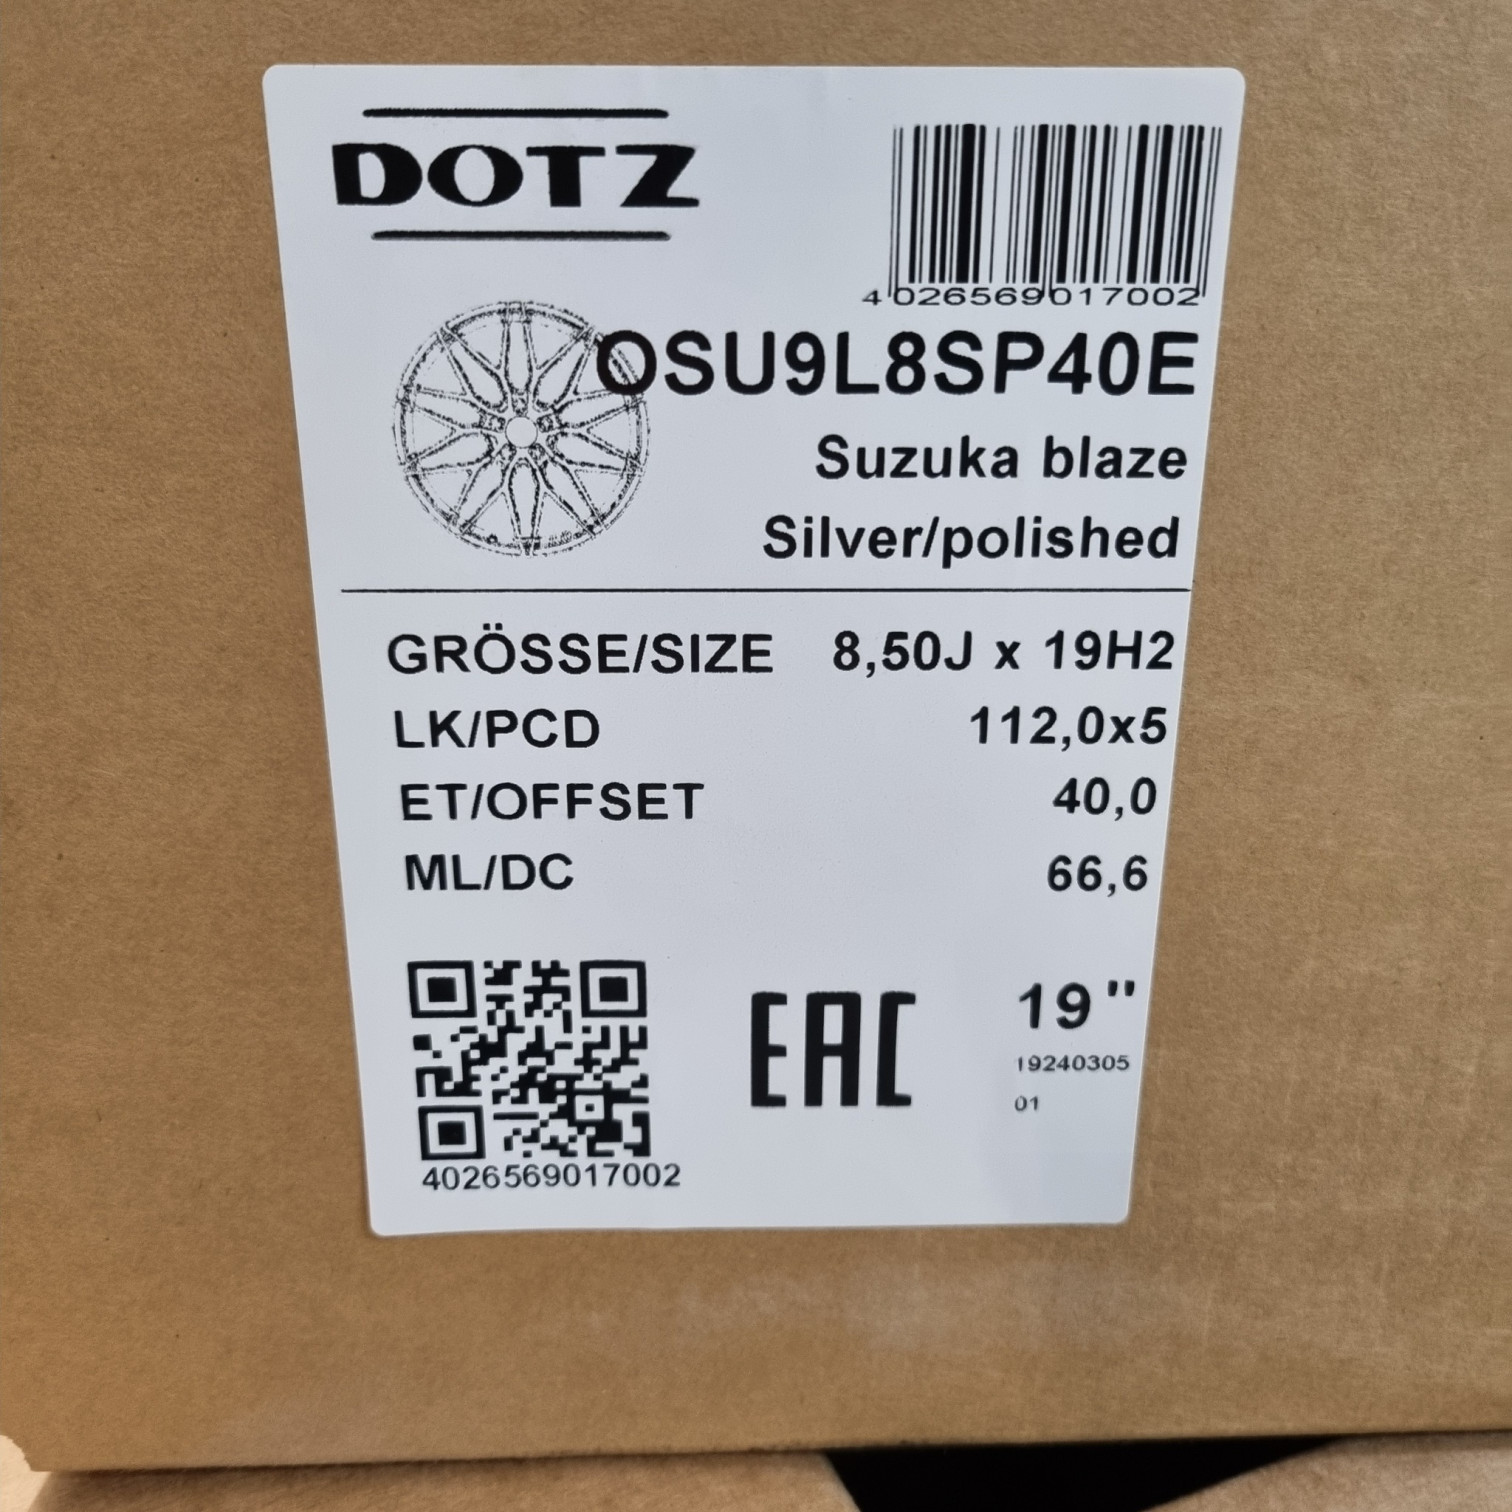 DOTZ
4026569017002
OSU9L8SP40E
Suzuka blaze
Silver/polished
GRÖSSE/SIZE 8,50J x 19H2
LK/PCD 112,0x5
ET/OFFSET 40,0
ML/DC 66,6
EAC
19"
19240305
01
4026569017002